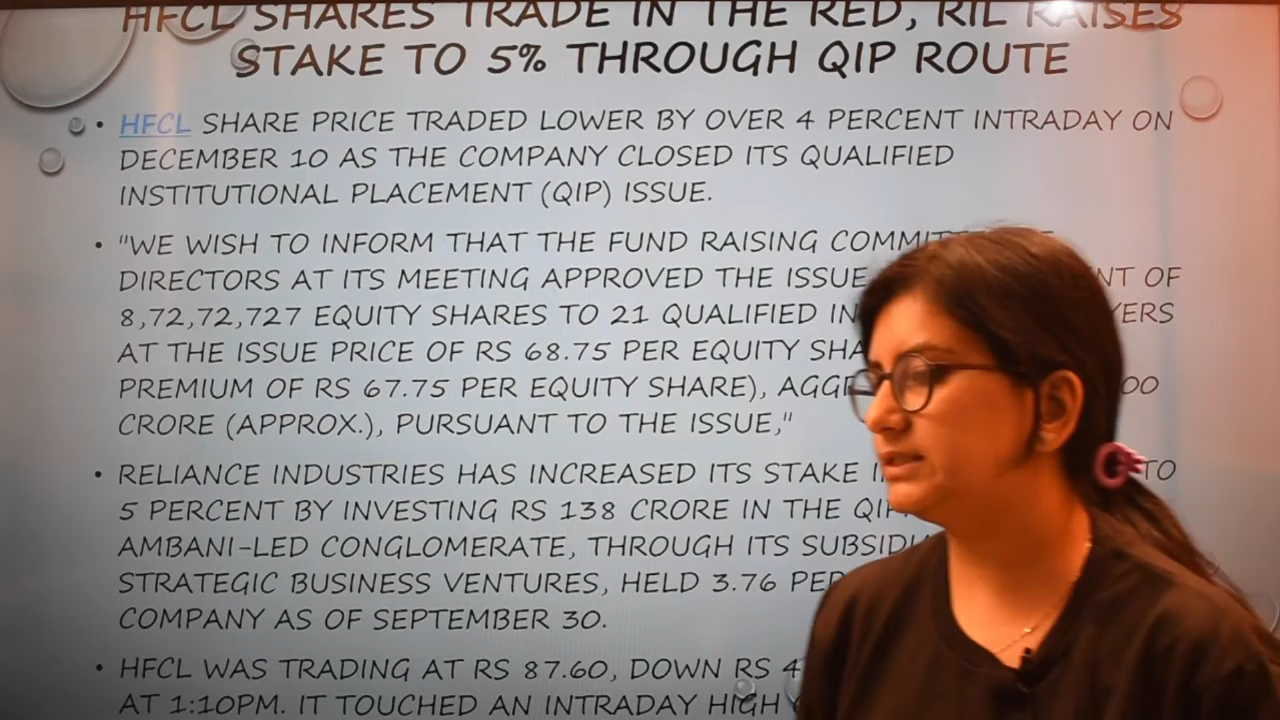 HFCL SHARES TRADE IN THE RED, RIL RAISES
STAKE TO 5% THROUGH QIP ROUTE
• HFCL SHARE PRICE TRADED LOWER BY OVER 4 PERCENT INTRADAY ON
DECEMBER 10 AS THE COMPANY CLOSED ITS QUALIFIED
INSTITUTIONAL PLACEMENT (QIP) ISSUE.
• "WE WISH TO INFORM THAT THE FUND RAISING
DIRECTORS AT ITS MEETING APPROVED THE ISSUE OF
8,72,72,727 EQUITY SHARES TO 21 QUALIFIED
AT THE ISSUE PRICE OF RS 68.75 PER EQUITY
PREMIUM OF RS 67.75 PER EQUITY SHARE),
CRORE (APPROX.), PURSUANT TO THE ISSUE,"
• RELIANCE INDUSTRIES HAS INCREASED ITS STAKE TO
5 PERCENT BY INVESTING RS 138 CRORE IN THE
AMBANI-LED CONGLOMERATE, THROUGH ITS
STRATEGIC BUSINESS VENTURES, HELD 3.76
COMPANY AS OF SEPTEMBER 30.
• HFCL WAS TRADING AT RS 87.60, DOWN RS
AT 1:10PM. IT TOUCHED AN INTRADAY HIGH